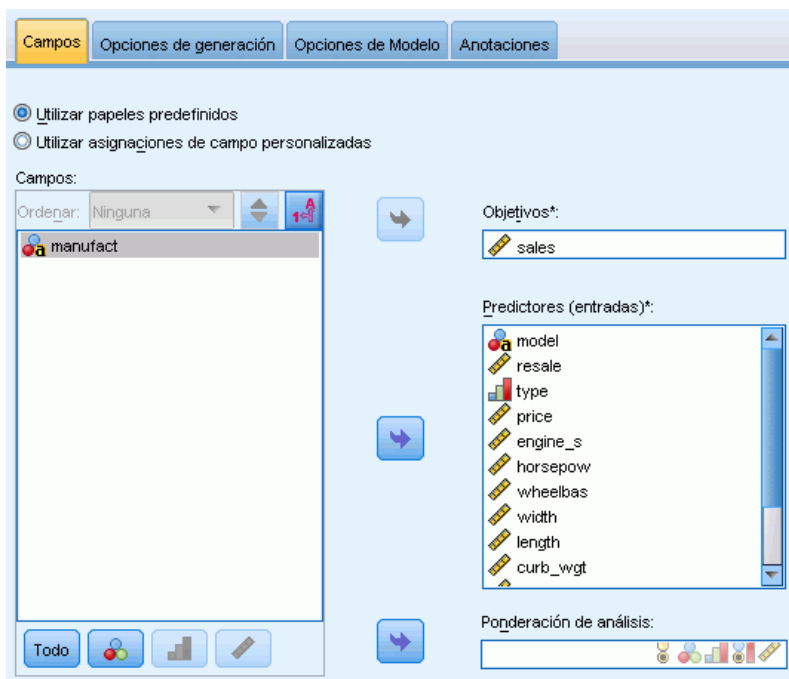 Campos Opciones de generación Opciones de Modelo Anotaciones
Utilizar papeles predefinidos
Utilizar asignaciones de campo personalizadas
Campos:
Ordenar: Ninguna
manufact
Todo
Objetivos*:
sales
Predictores (entradas)*:
model
resale
type
price
engine_s
horsepow
wheelbas
width
length
curb_wgt
Ponderación de análisis: